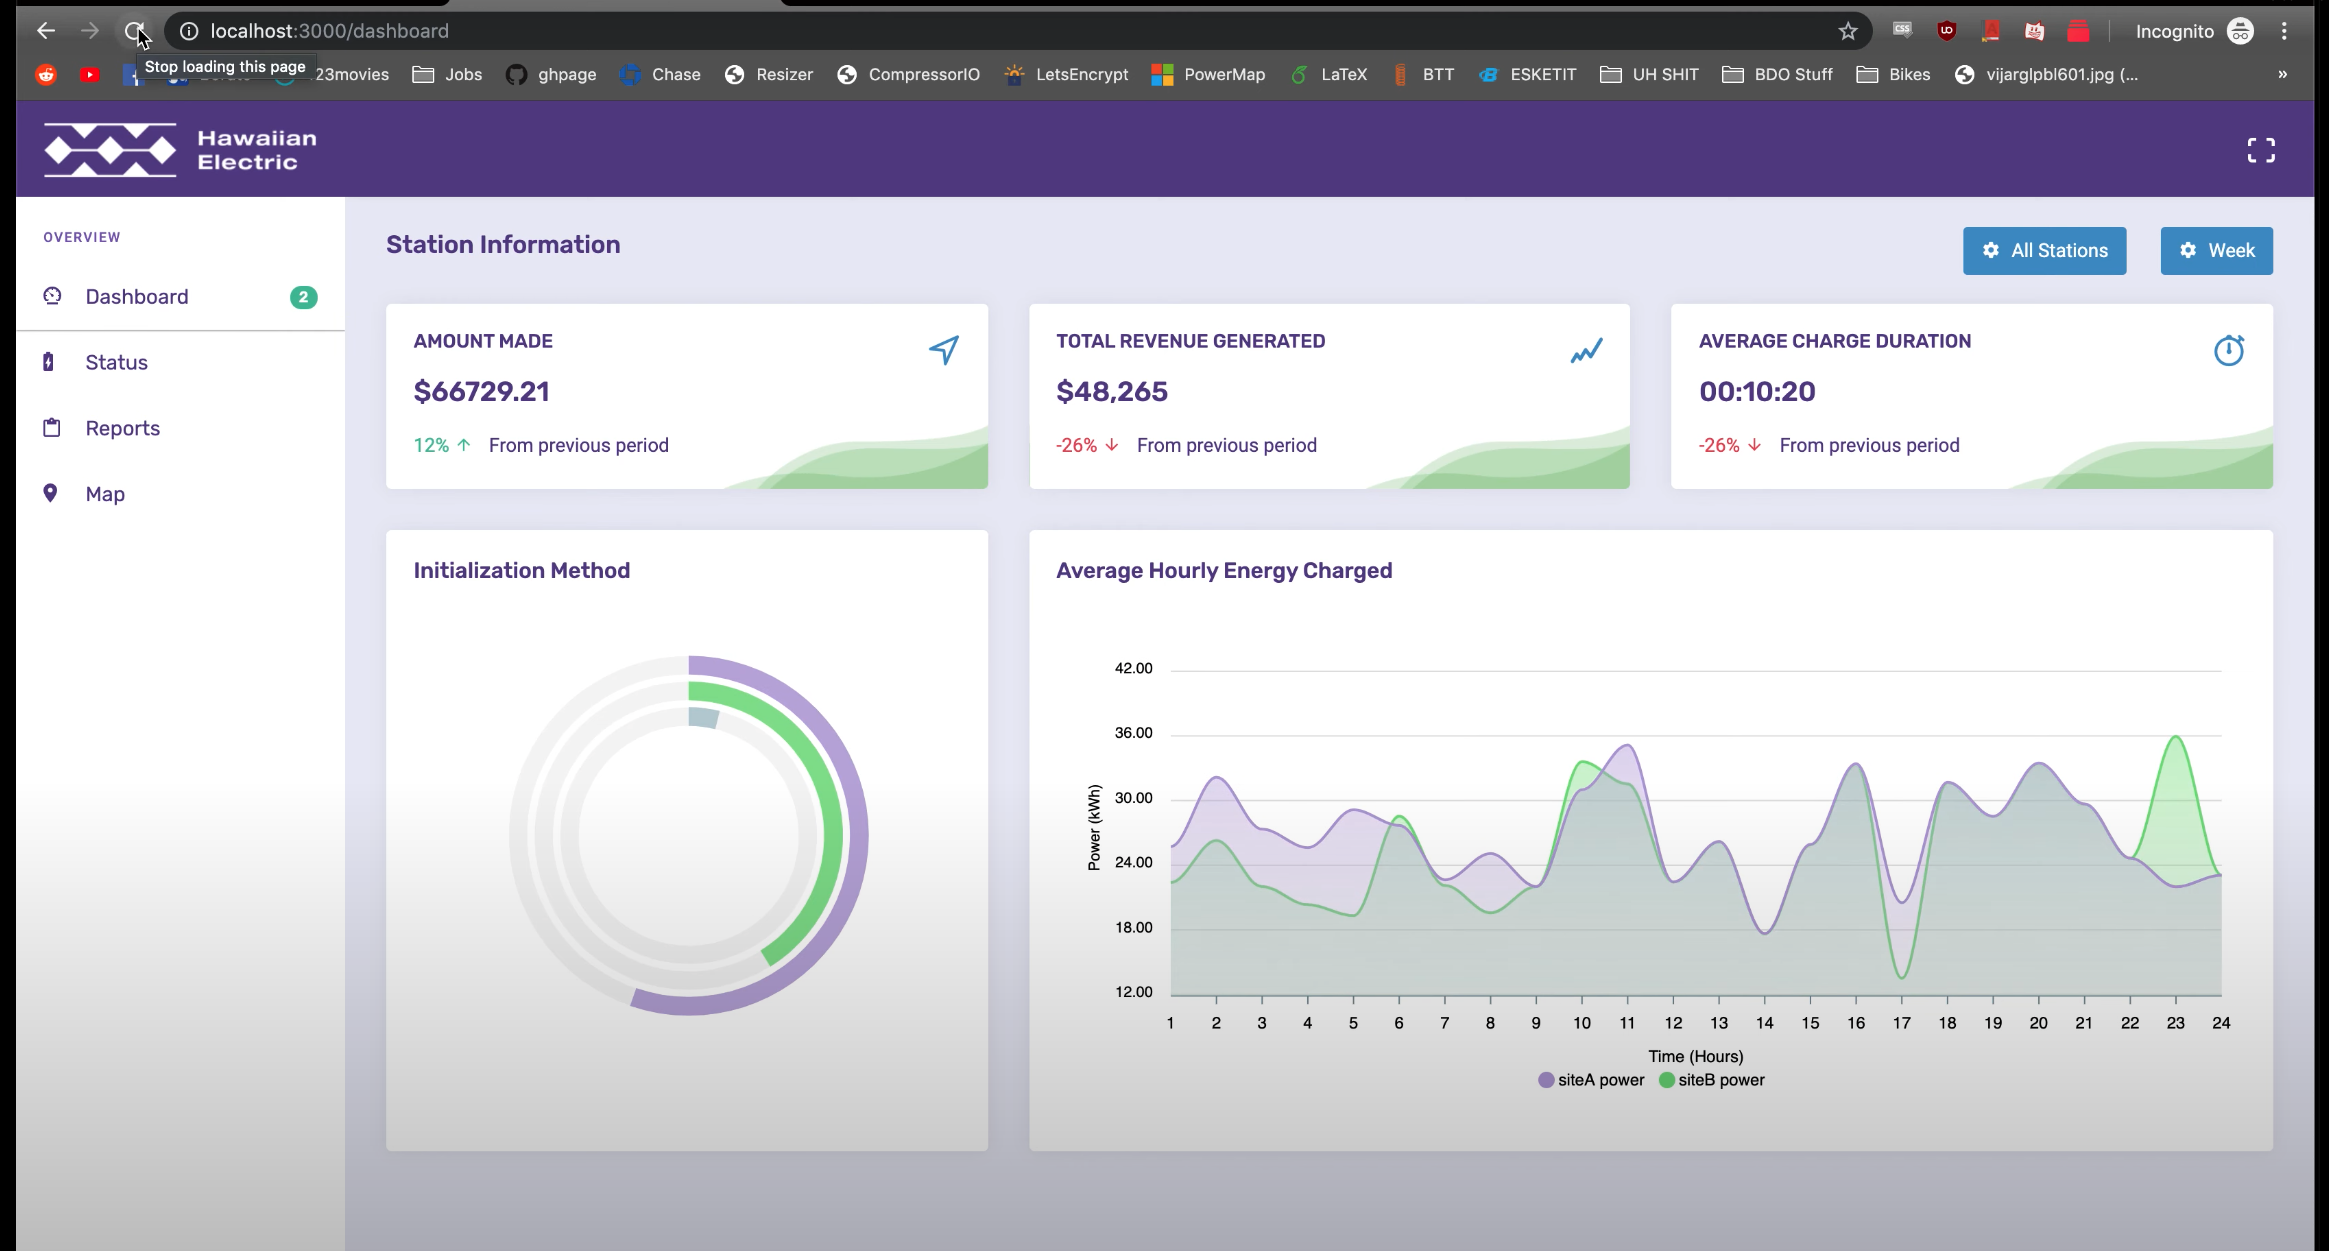 localhost:3000/dashboard
Incognito
Stop loading this page
23movies
Jobs
ghpage
Chase
Resizer
CompressorIO
LetsEncrypt
PowerMap
LaTeX
BTT
ESKETIT
UH SHIT
BDO Stuff
Bikes
vijarglpbl601.jpg (...
»
Hawaiian
Electric
OVERVIEW
Dashboard 2
Status
Reports
Map
Station Information
All Stations
Week
AMOUNT MADE
$66729.21
12% ↑ From previous period
TOTAL REVENUE GENERATED
$48,265
-26% ↓ From previous period
AVERAGE CHARGE DURATION
00:10:20
-26% ↓ From previous period
Initialization Method
Average Hourly Energy Charged
42.00
36.00
30.00
24.00
18.00
12.00
Power (kWh)
1 2 3 4 5 6 7 8 9 10 11 12 13 14 15 16 17 18 19 20 21 22 23 24
Time (Hours)
siteA power siteB power